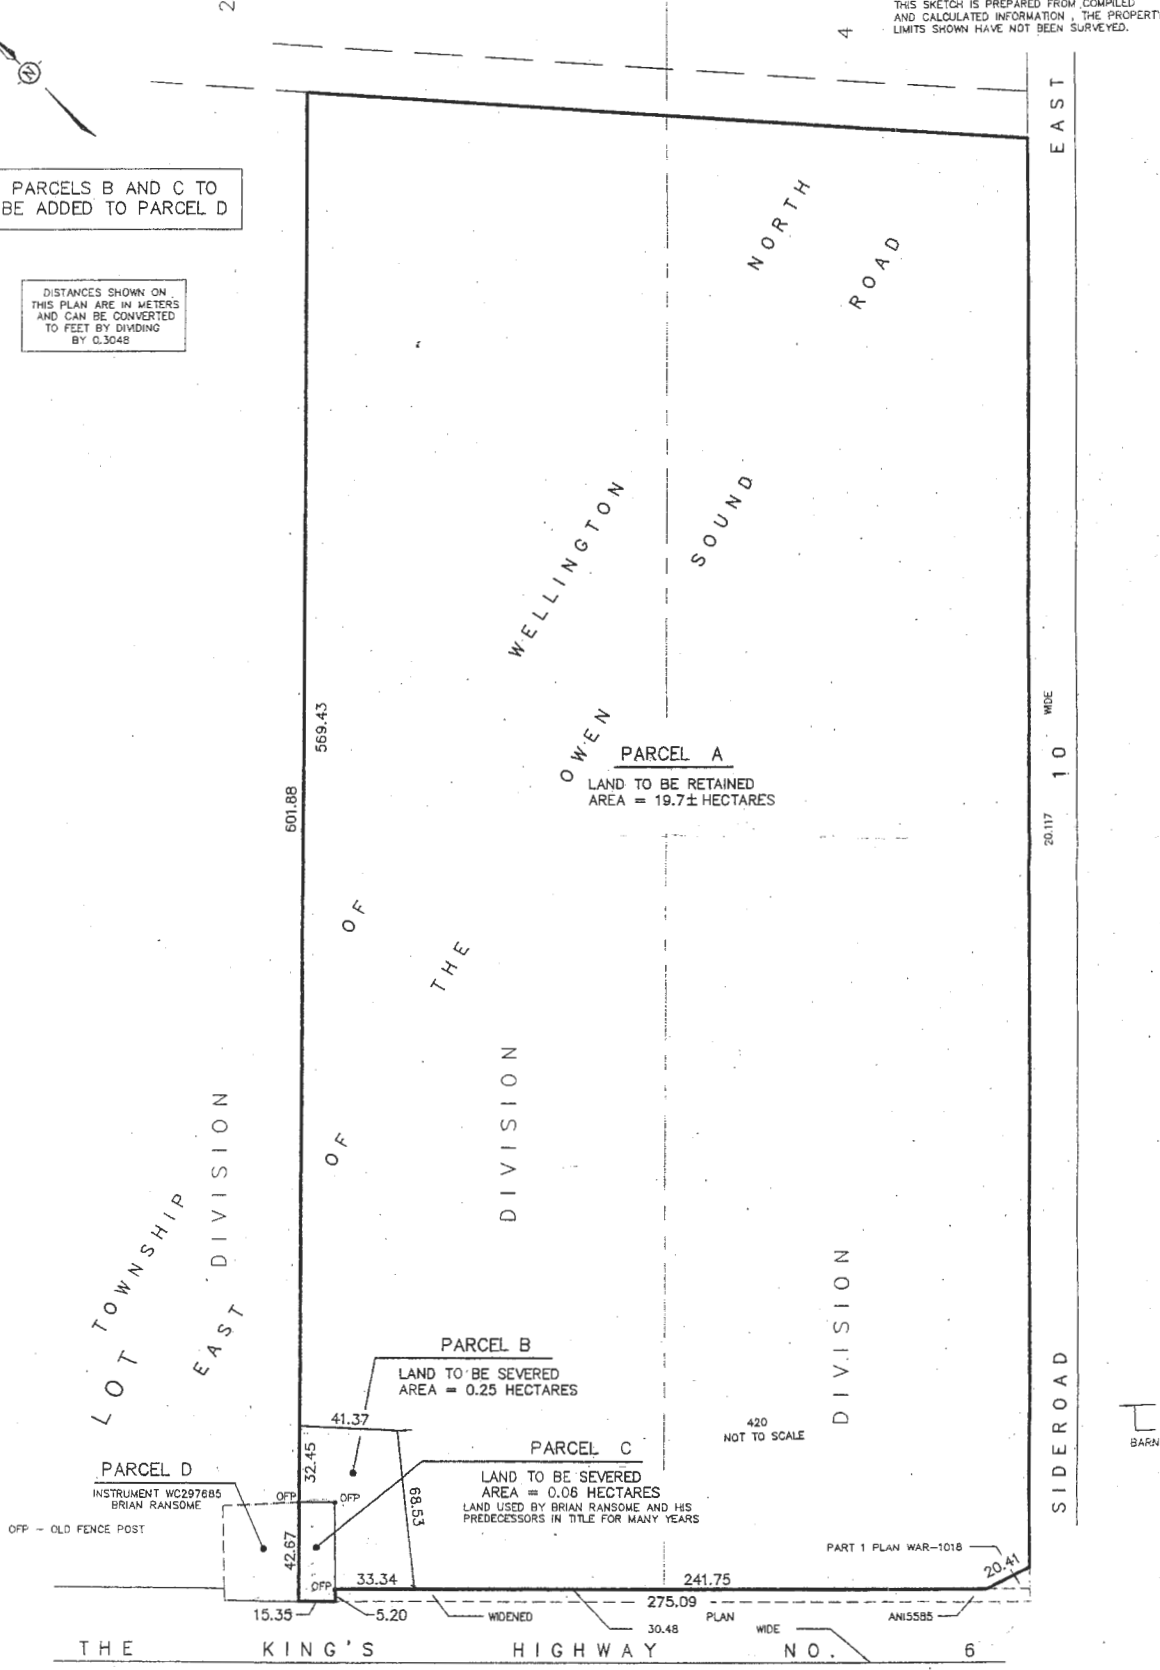 THIS SKETCH IS PREPARED FROM COMPILED
AND CALCULATED INFORMATION , THE PROPERT
LIMITS SHOWN HAVE NOT BEEN SURVEYED.
2
4
N
PARCELS B AND C TO
BE ADDED TO PARCEL D
DISTANCES SHOWN ON
THIS PLAN ARE IN METERS
AND CAN BE CONVERTED
TO FEET BY DIVIDING
BY 0.3048
EAST
NORTH
ROAD
WELLINGTON
SOUND
OWEN
569.43
601.88
PARCEL A
LAND TO BE RETAINED
AREA = 19.7± HECTARES
10 WIDE
20.117
OF
THE
OF
DIVISION
DIVISION
TOWNSHIP
LOT
EAST
DIVISION
SIDEROAD
BARN
PARCEL B
LAND TO BE SEVERED
AREA = 0.25 HECTARES
41.37
32.45
68.53
420
NOT TO SCALE
PARCEL C
LAND TO BE SEVERED
AREA = 0.06 HECTARES
LAND USED BY BRIAN RANSOME AND HIS
PREDECESSORS IN TITLE FOR MANY YEARS
PARCEL D
INSTRUMENT WC297685
BRIAN RANSOME
OFP
OFP
OFP - OLD FENCE POST
42.67
OFP
33.34
241.75
PART 1 PLAN WAR-1018
20.41
275.09
15.35
5.20
WIDENED
PLAN
AN15585
30.48
WIDE
THE KING'S HIGHWAY NO. 6